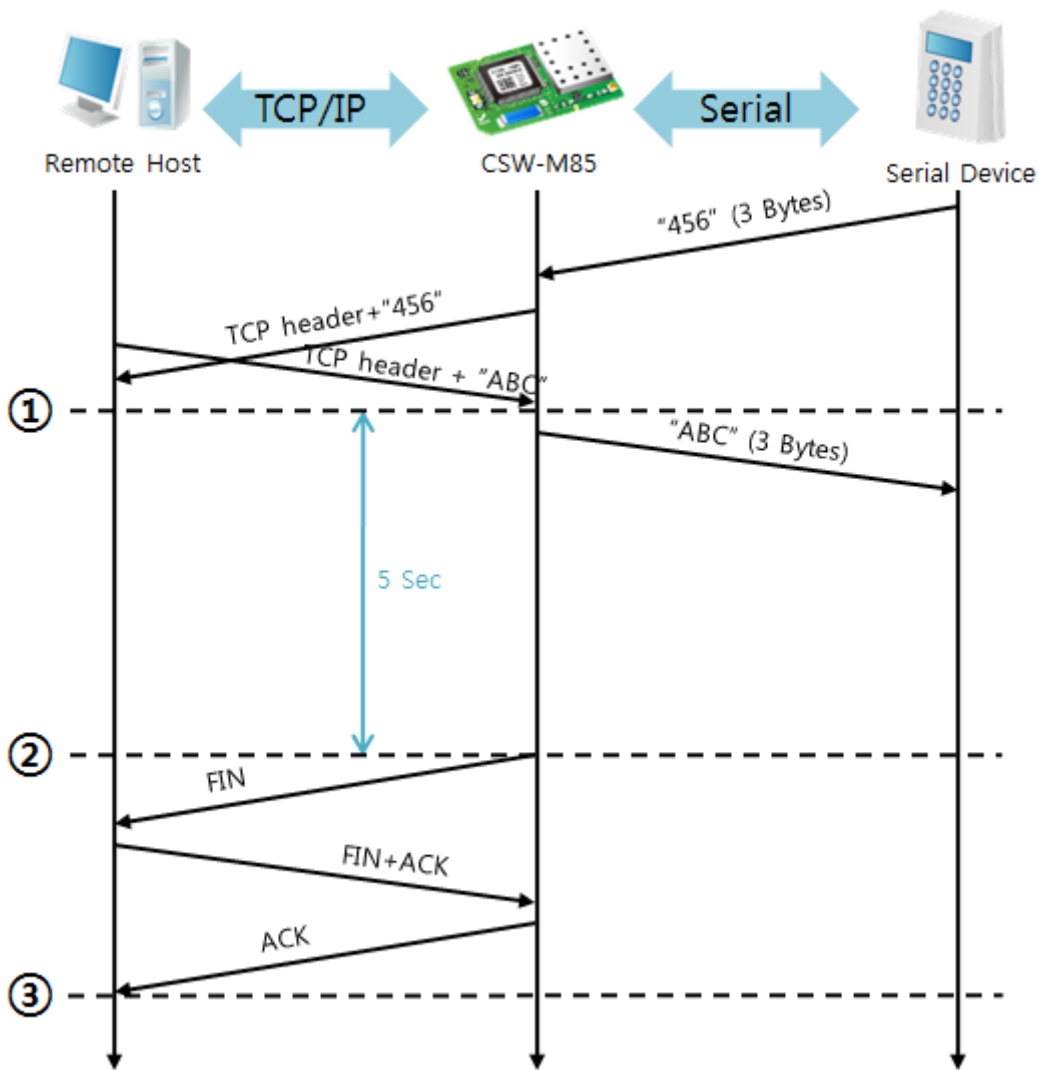 TCP/IP
Serial
Remote Host
CSW-M85
Serial Device
"456" (3 Bytes)
TCP header+"456"
TCP header + "ABC"
①
"ABC" (3 Bytes)
5 Sec
②
FIN
FIN+ACK
ACK
③